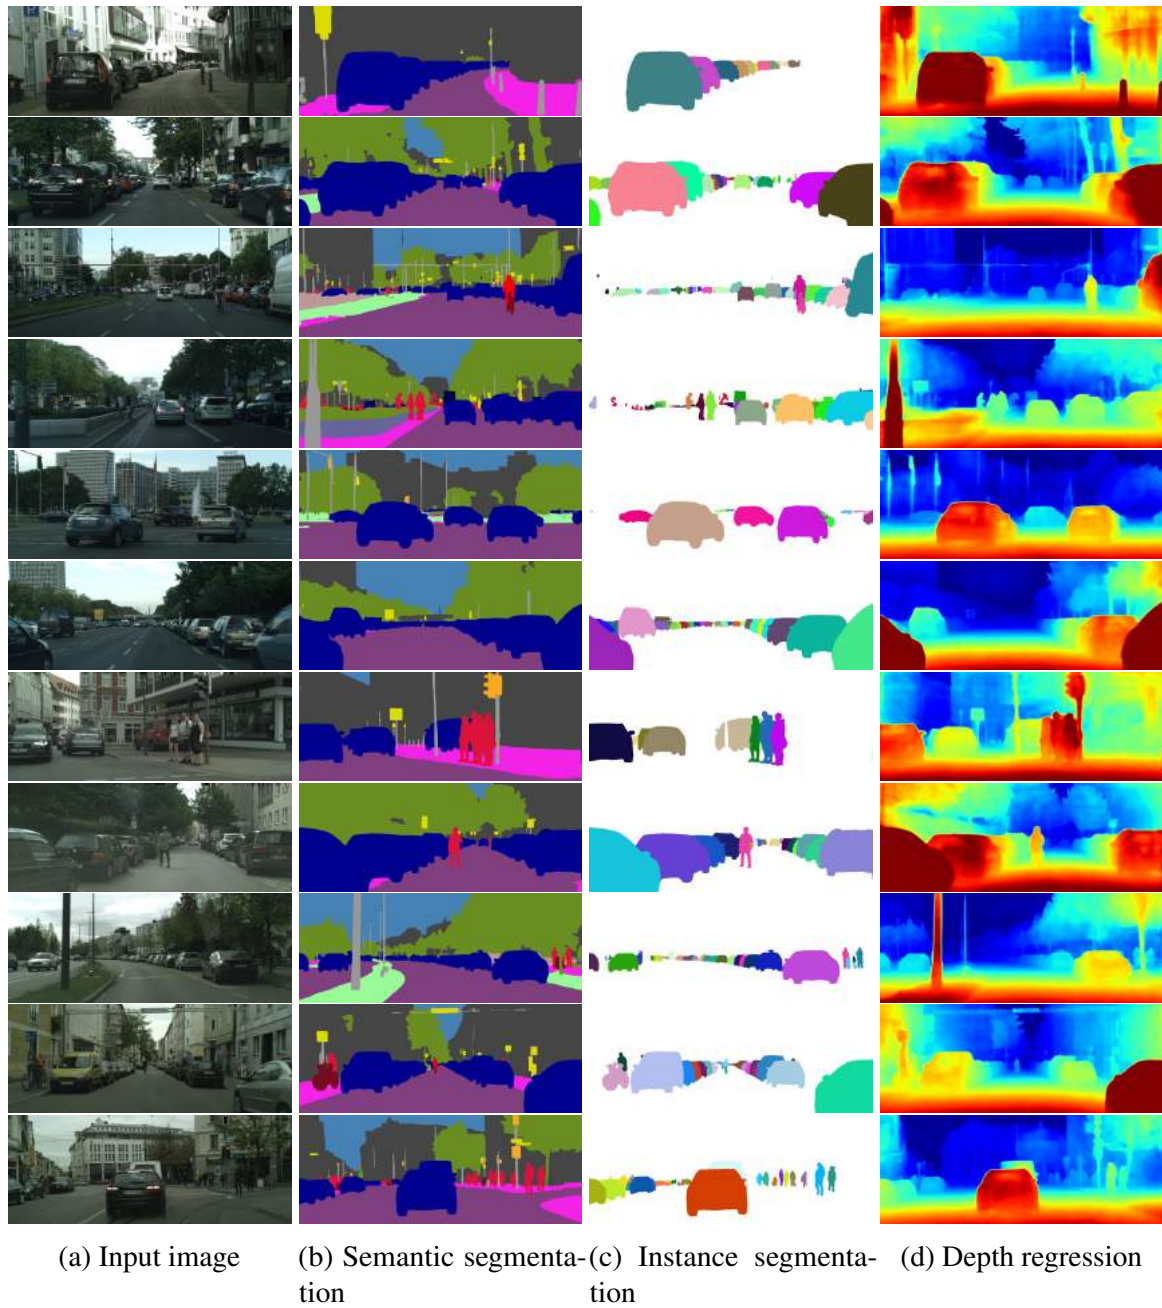 (a) Input image
(b) Semantic segmenta-
tion
(c) Instance segmenta-
tion
(d) Depth regression